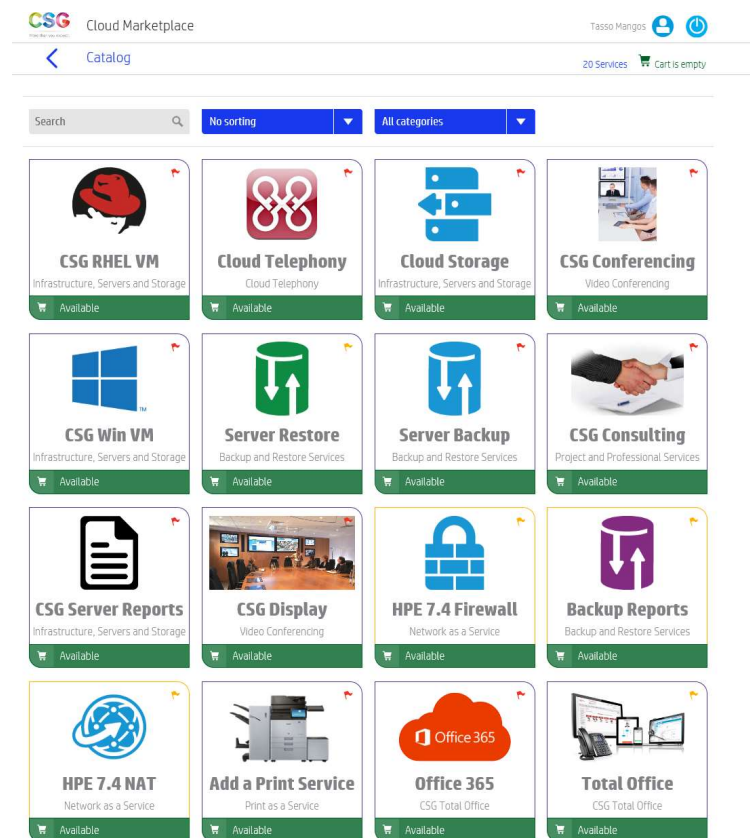 CSG
Cloud Marketplace
Tasso Mangos
Catalog
20 Services
Cart is empty
Search
No sorting
All categories
CSG RHEL VM
Infrastructure, Servers and Storage
Available
Cloud Telephony
Cloud Telephony
Available
Cloud Storage
Infrastructure, Servers and Storage
Available
CSG Conferencing
Video Conferencing
Available
TM
CSG Win VM
Infrastructure, Servers and Storage
Available
Server Restore
Backup and Restore Services
Available
Server Backup
Backup and Restore Services
Available
CSG Consulting
Project and Professional Services
Available
CSG Server Reports
Infrastructure, Servers and Storage
Available
CSG Display
Video Conferencing
Available
HPE 7.4 Firewall
Network as a Service
Available
Backup Reports
Backup and Restore Services
Available
HPE 7.4 NAT
Network as a Service
Available
Add a Print Service
Print as a Service
Available
Office 365
Office 365
CSG Total Office
Available
Total Office
CSG Total Office
Available